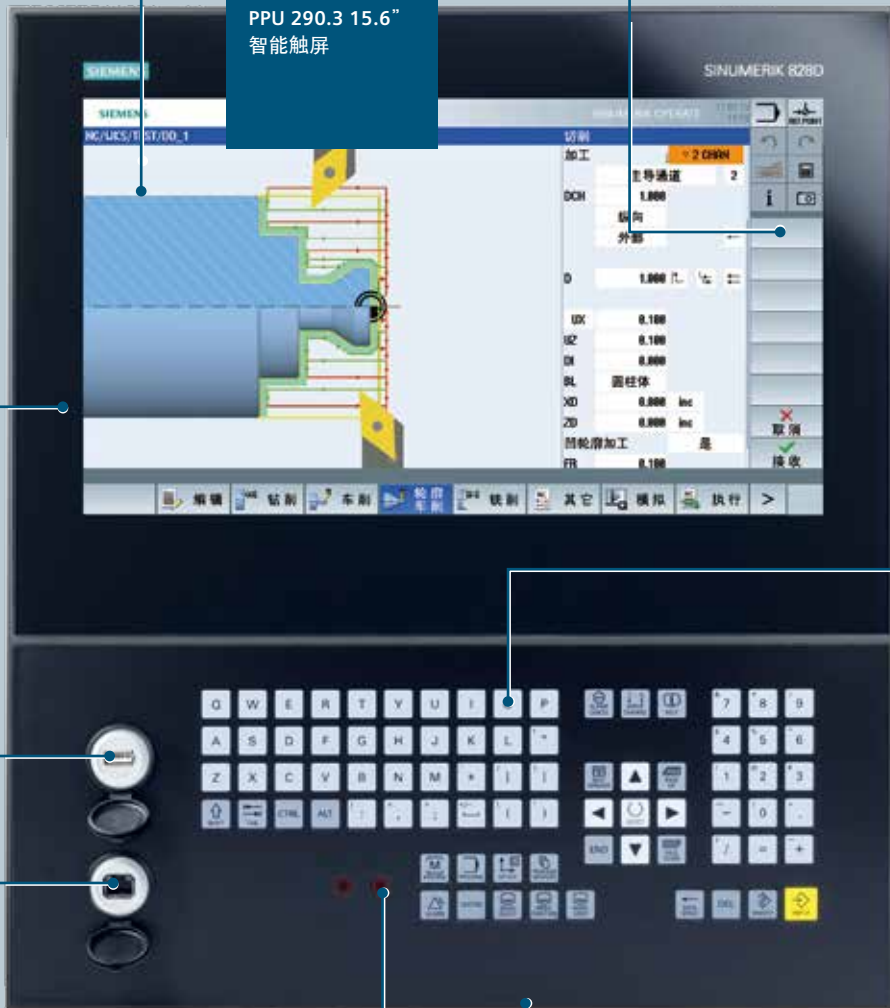 PPU 290.3 15.6”
智能触屏
SIEMENS
SINUMERIK 828D
SIEMENS
REF.POINT
NC/UCS/TEST/DD_1
切削
加工
2 CHAN
主导通道 2
DCH 1.000
纵向
外部
D 1.000
UX 0.100
UZ 0.100
DI 0.000
BL 圆柱体
XD 0.000 inc
ZD 0.000 inc
凹轮廓加工 是
FR 0.100
取消
接收
编辑 钻削 车削 轮廓车削 铣削 其它 模拟 执行 >
Q W E R T Y U I P
7 8 9
A S D F G H J K L
4 5 6
Z X C V B N M *
1 2 3
CTRL ALT
- 0 .
END
/ = +
DEL